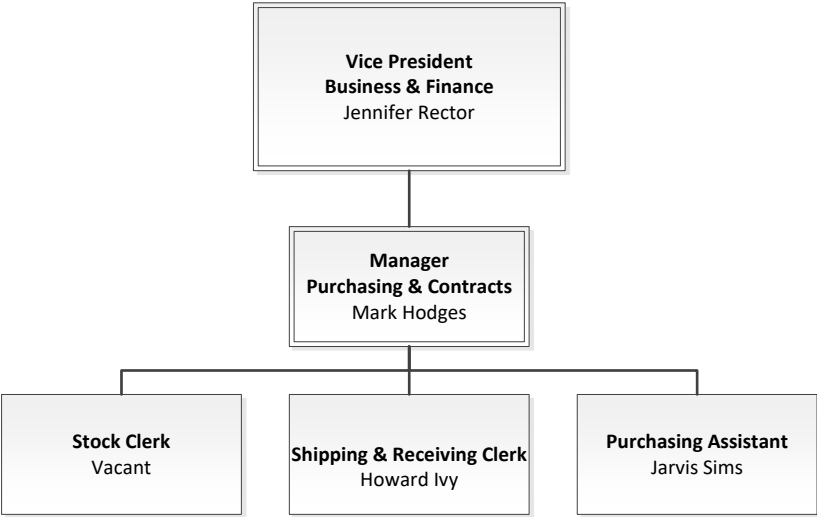 Vice President
Business & Finance
Jennifer Rector
Manager
Purchasing & Contracts
Mark Hodges
Stock Clerk
Vacant
Shipping & Receiving Clerk
Howard Ivy
Purchasing Assistant
Jarvis Sims